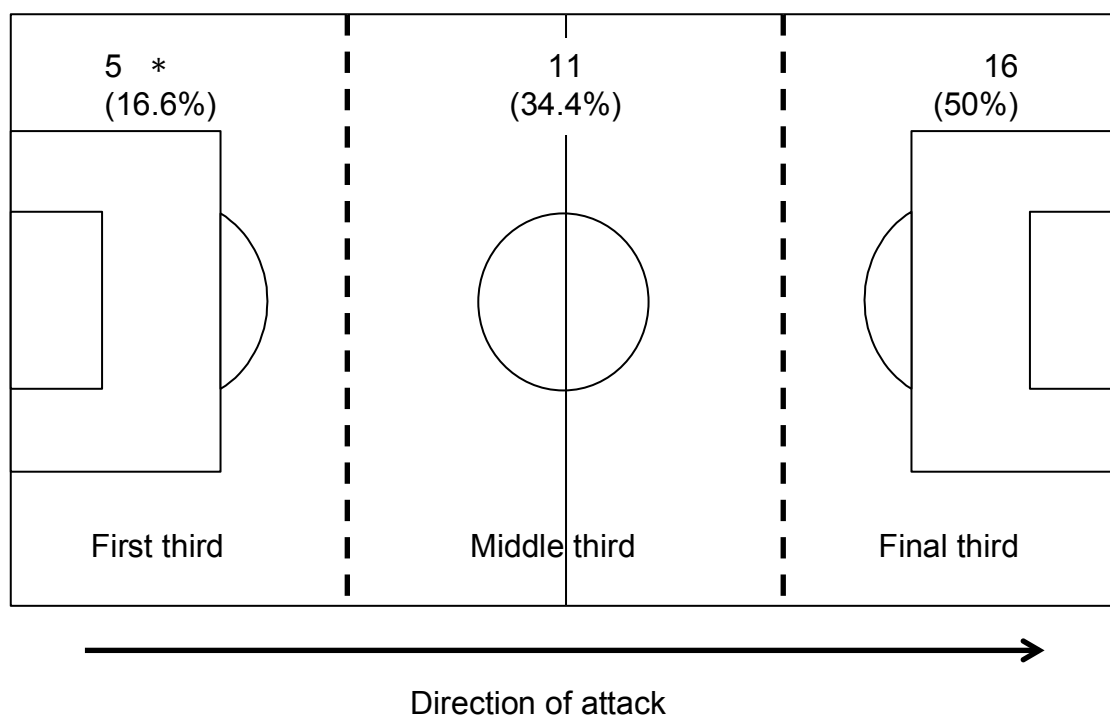 5 *
(16.6%)
11
(34.4%)
16
(50%)
First third
Middle third
Final third
Direction of attack